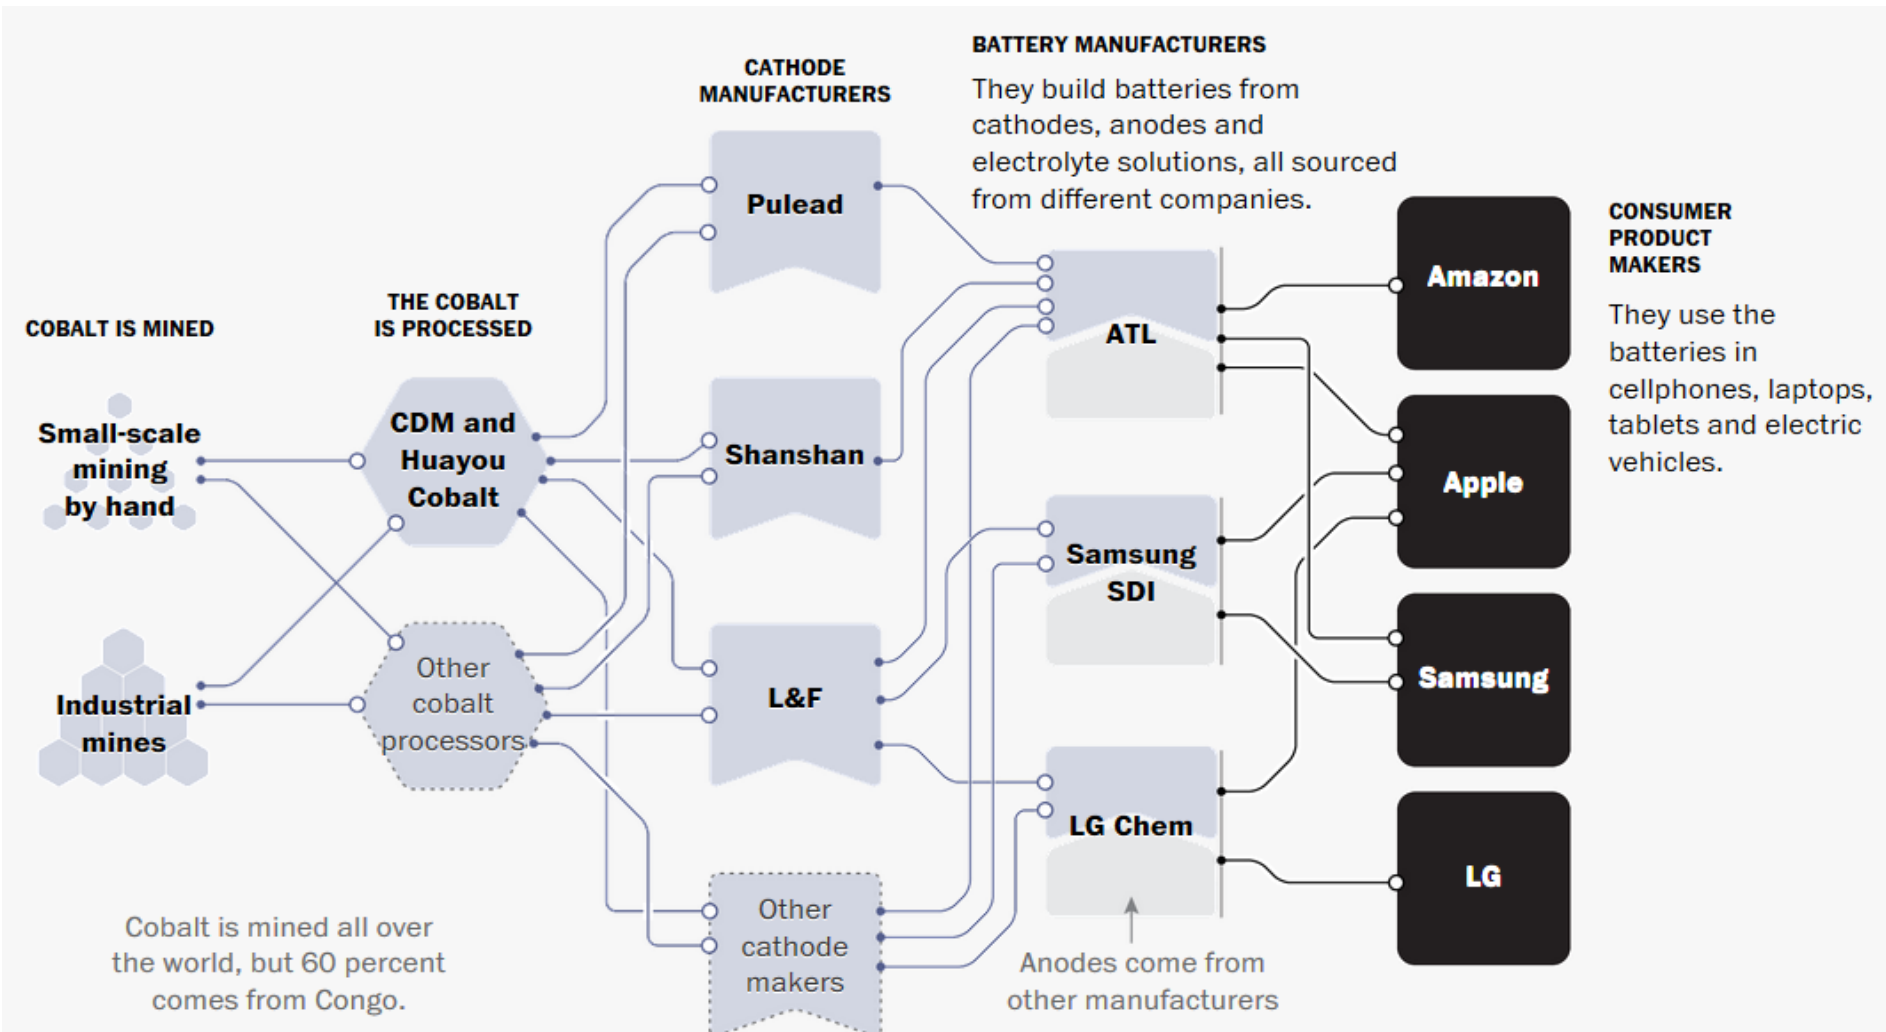 COBALT IS MINED
Small-scale
mining
by hand
Industrial
mines
Cobalt is mined all over
the world, but 60 percent
comes from Congo.
THE COBALT
IS PROCESSED
CDM and
Huayou
Cobalt
Other
cobalt
processors
CATHODE
MANUFACTURERS
Pulead
Shanshan
L&F
Other
cathode
makers
BATTERY MANUFACTURERS
They build batteries from
cathodes, anodes and
electrolyte solutions, all sourced
from different companies.
ATL
Samsung
SDI
LG Chem
Anodes come from
other manufacturers
Amazon
Apple
Samsung
LG
CONSUMER
PRODUCT
MAKERS
They use the
batteries in
cellphones, laptops,
tablets and electric
vehicles.